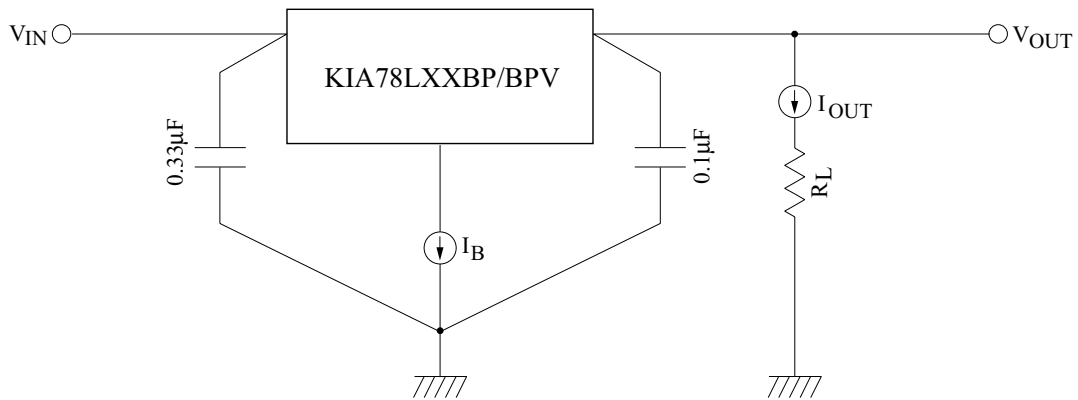 VIN
KIA78LXXBP/BPV
VOUT
0.33μF
0.1μF
IOUT
RL
IB